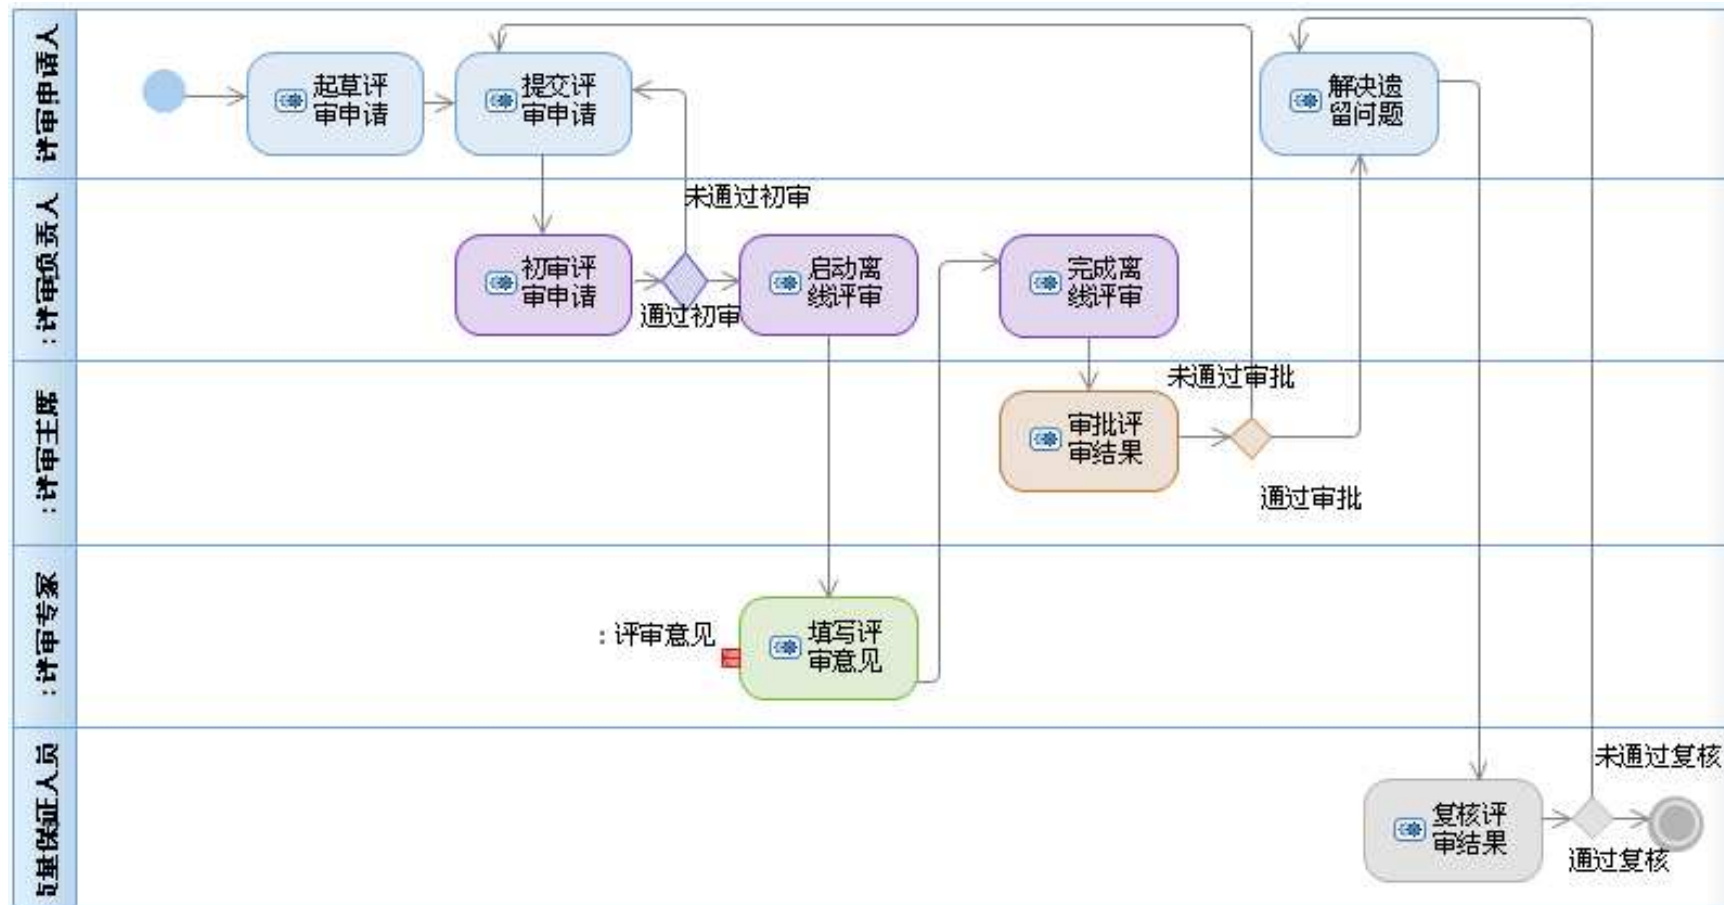 评审申请人
起草评
审申请
提交评
审申请
解决遗
留问题
未通过初审
：评审负责人
初审评
审申请
通过初审
启动离
线评审
完成离
线评审
：评审主席
未通过审批
审批评
审结果
通过审批
：评审专家
：评审意见
填写评
审意见
质量保证人员
未通过复核
复核评
审结果
通过复核